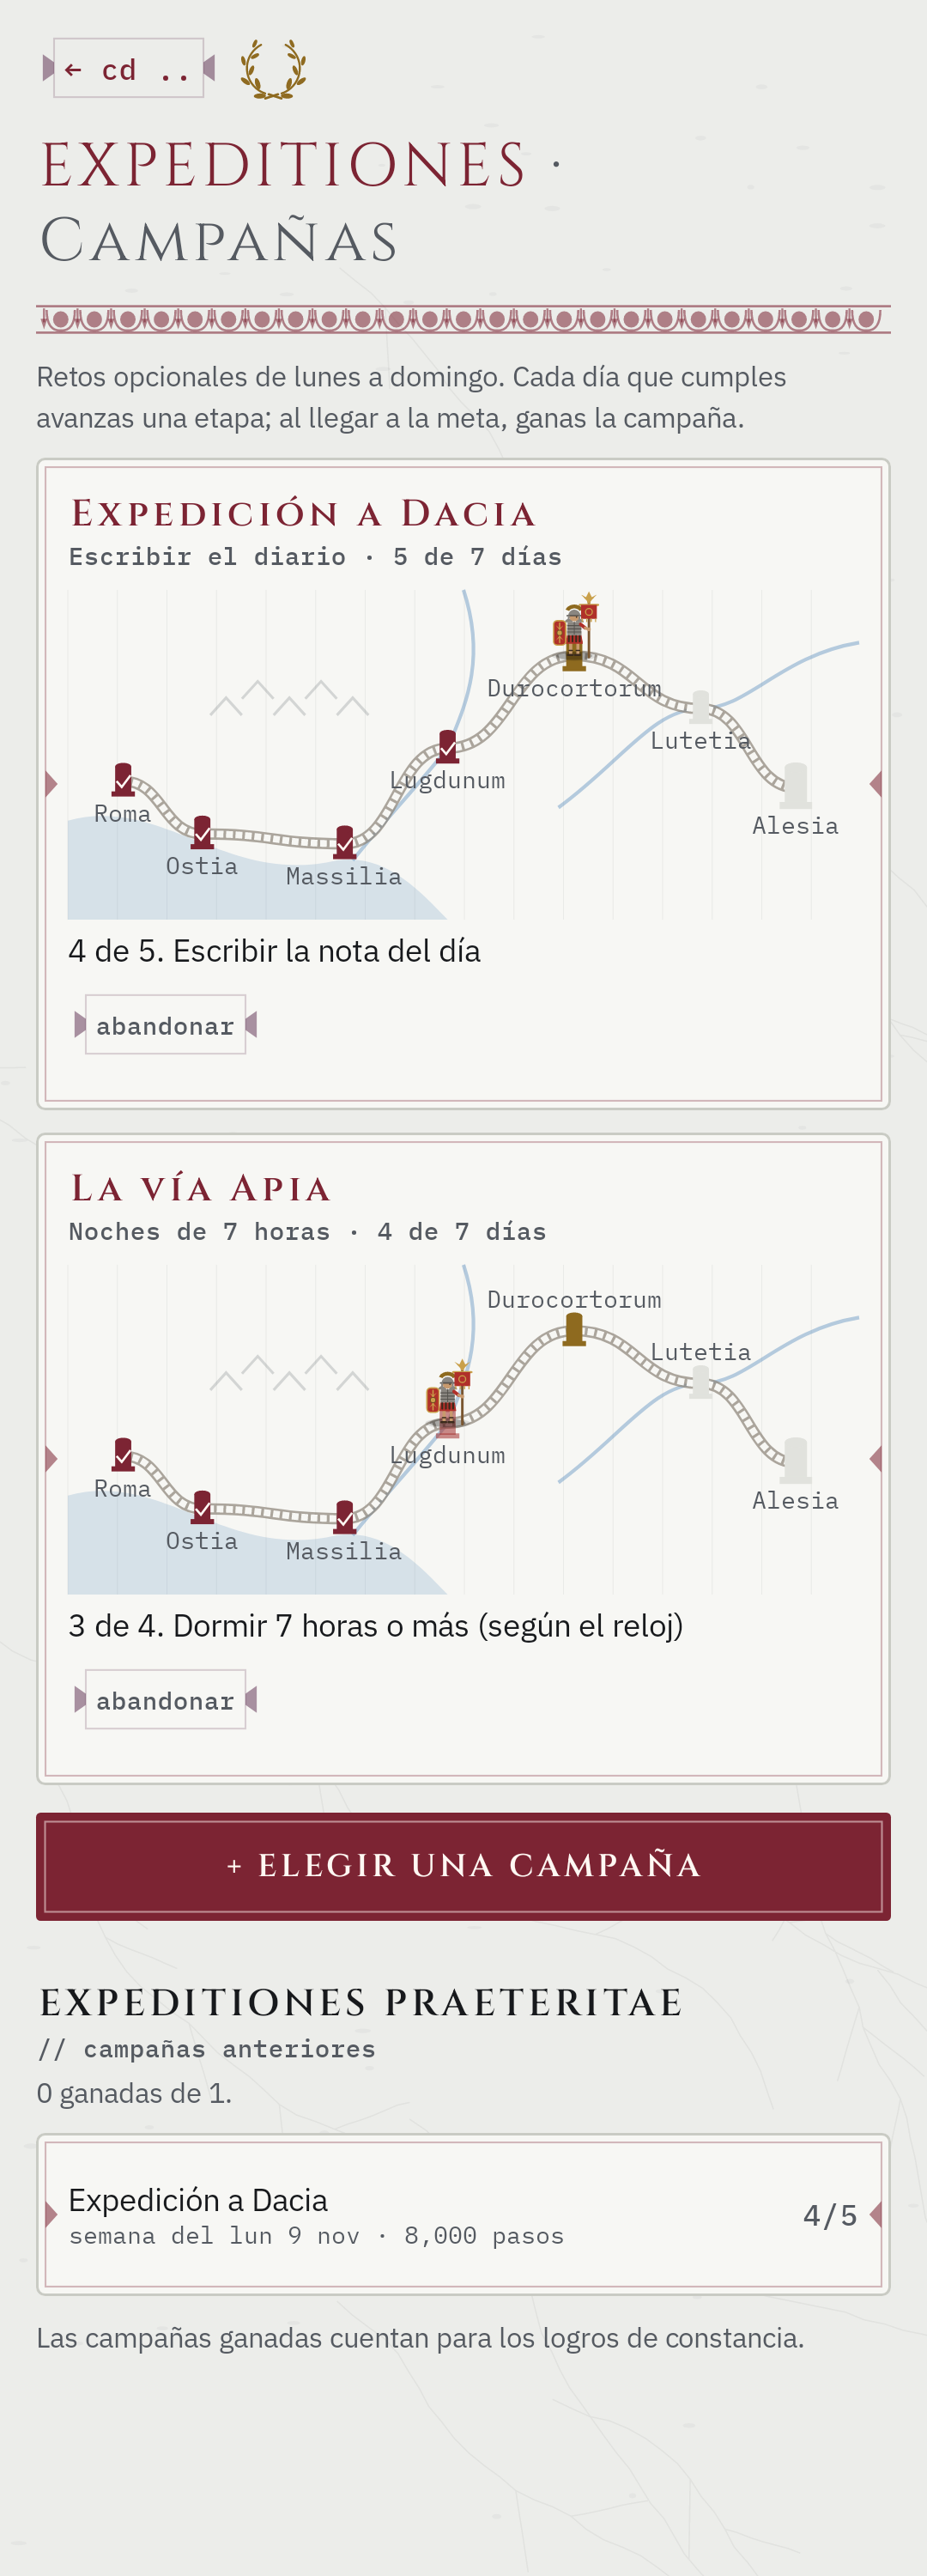 ← cd ..
EXPEDITIONES ·
CAMPAÑAS
Retos opcionales de lunes a domingo. Cada día que cumples
avanzas una etapa; al llegar a la meta, ganas la campaña.
EXPEDICIÓN A DACIA
Escribir el diario · 5 de 7 días
Durocortorum
Lutetia
Lugdunum
Roma
Alesia
Ostia
Massilia
4 de 5. Escribir la nota del día
abandonar
LA VÍA APIA
Noches de 7 horas · 4 de 7 días
Durocortorum
Lutetia
Lugdunum
Roma
Alesia
Ostia
Massilia
3 de 4. Dormir 7 horas o más (según el reloj)
abandonar
+ ELEGIR UNA CAMPAÑA
EXPEDITIONES PRAETERITAE
// campañas anteriores
0 ganadas de 1.
Expedición a Dacia
4/5
semana del lun 9 nov · 8,000 pasos
Las campañas ganadas cuentan para los logros de constancia.